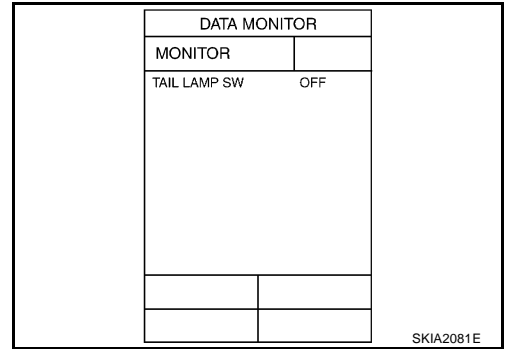 DATA MONITOR
MONITOR
TAIL LAMP SW OFF
SKIA2081E